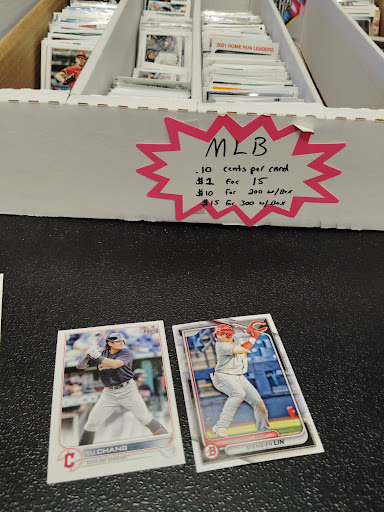 2021 HOME RUN LEADERS
MLB
.10 cents per card
$1 for 15
$10 for 200 w/Box
$15 for 300 w/Box
YU CHANG
C
C
LIN
B